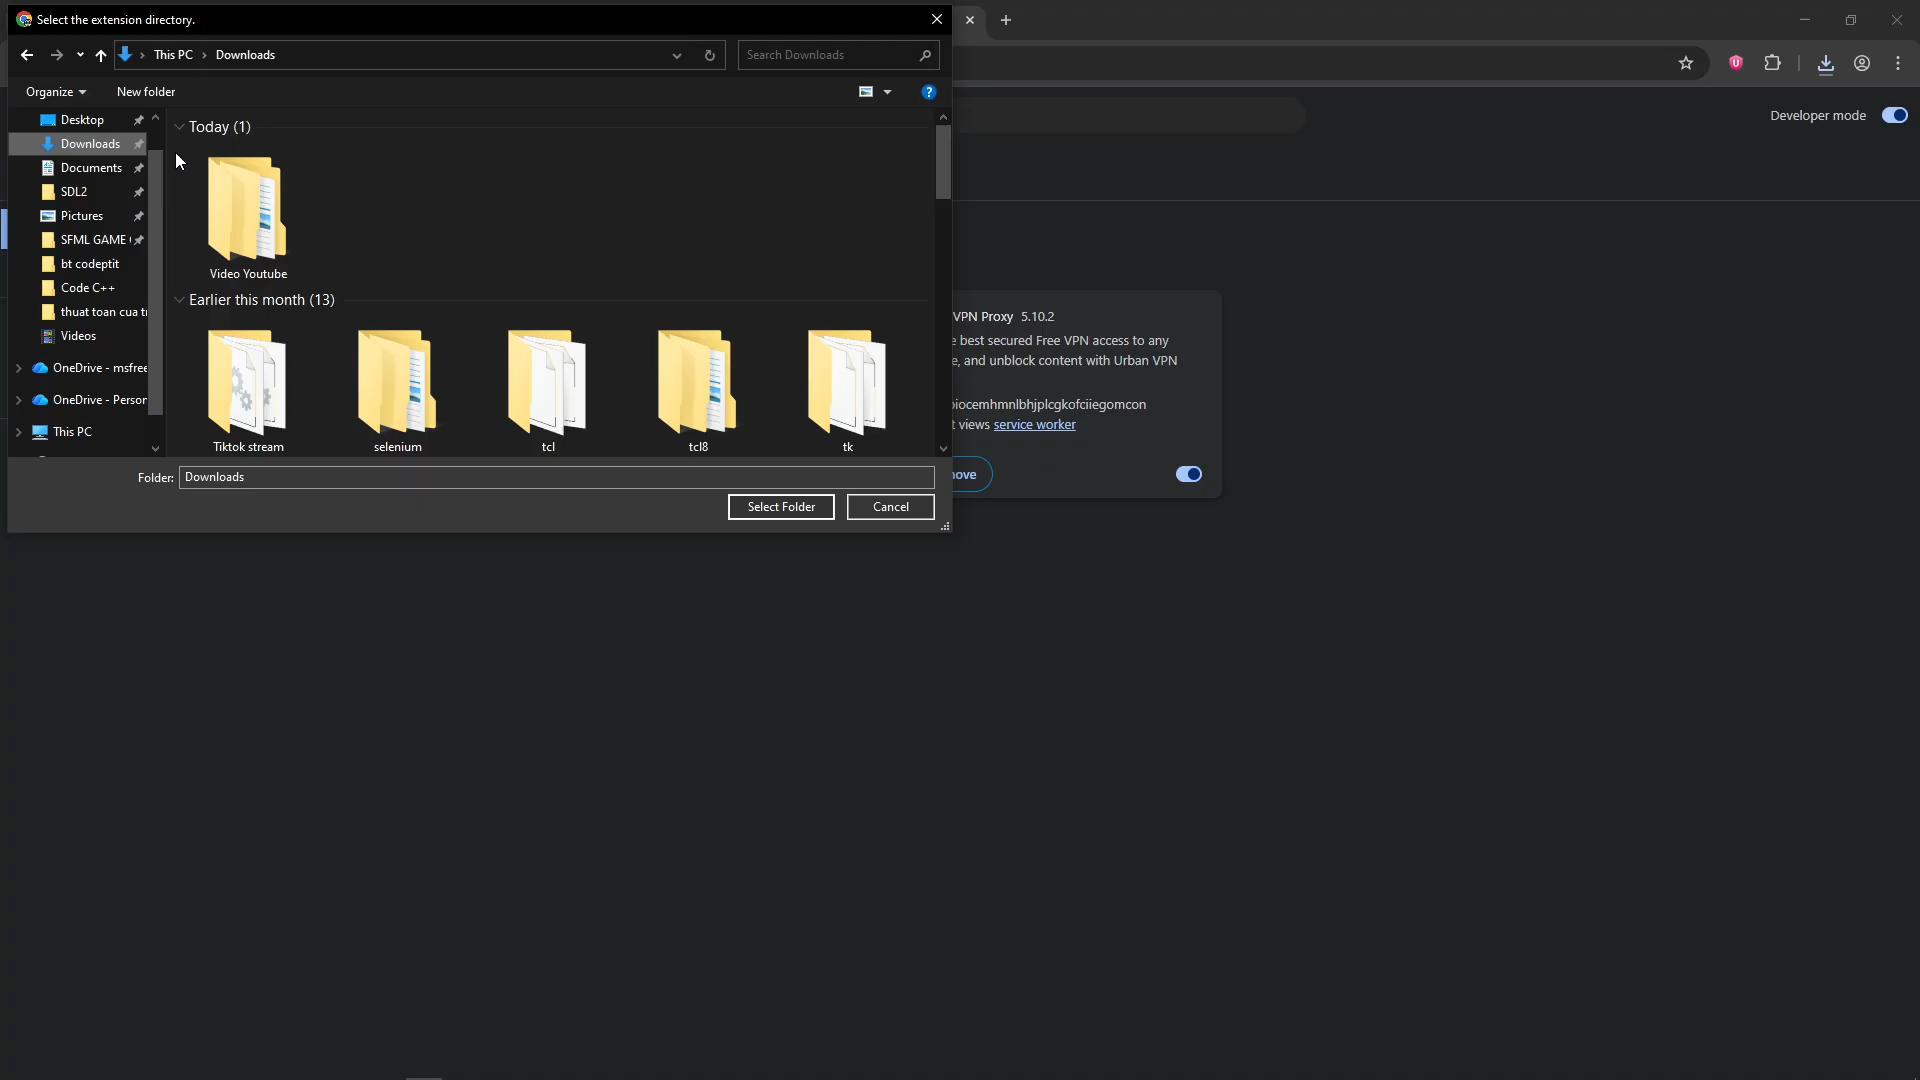 Select the extension directory.
This PC > Downloads
Search Downloads
Organize
New folder
Developer mode
Desktop
Downloads
Documents
SDL2
Pictures
SFML GAME
bt codeptit
Code C++
thuat toan cua
Videos
OneDrive - msfree
OneDrive - Person
This PC
Today (1)
Video Youtube
Earlier this month (13)
Tiktok stream
selenium
tcl
tcl8
tk
VPN Proxy 5.10.2
best secured Free VPN access to any
e, and unblock content with Urban VPN
iocemhmnlbhjplcgkofciiegomcon
views service worker
ove
Folder: Downloads
Select Folder
Cancel